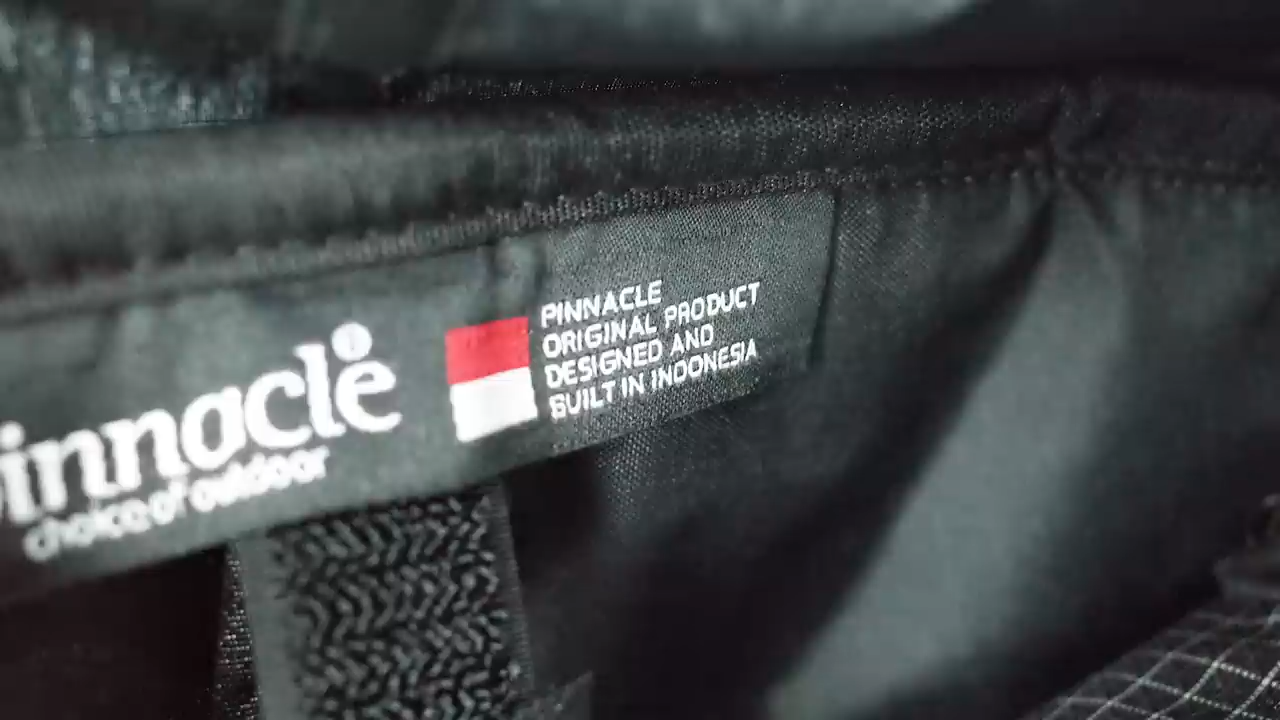 pinnacle
choice of outdoor
PINNACLE
ORIGINAL PRODUCT
DESIGNED AND
BUILT IN INDONESIA